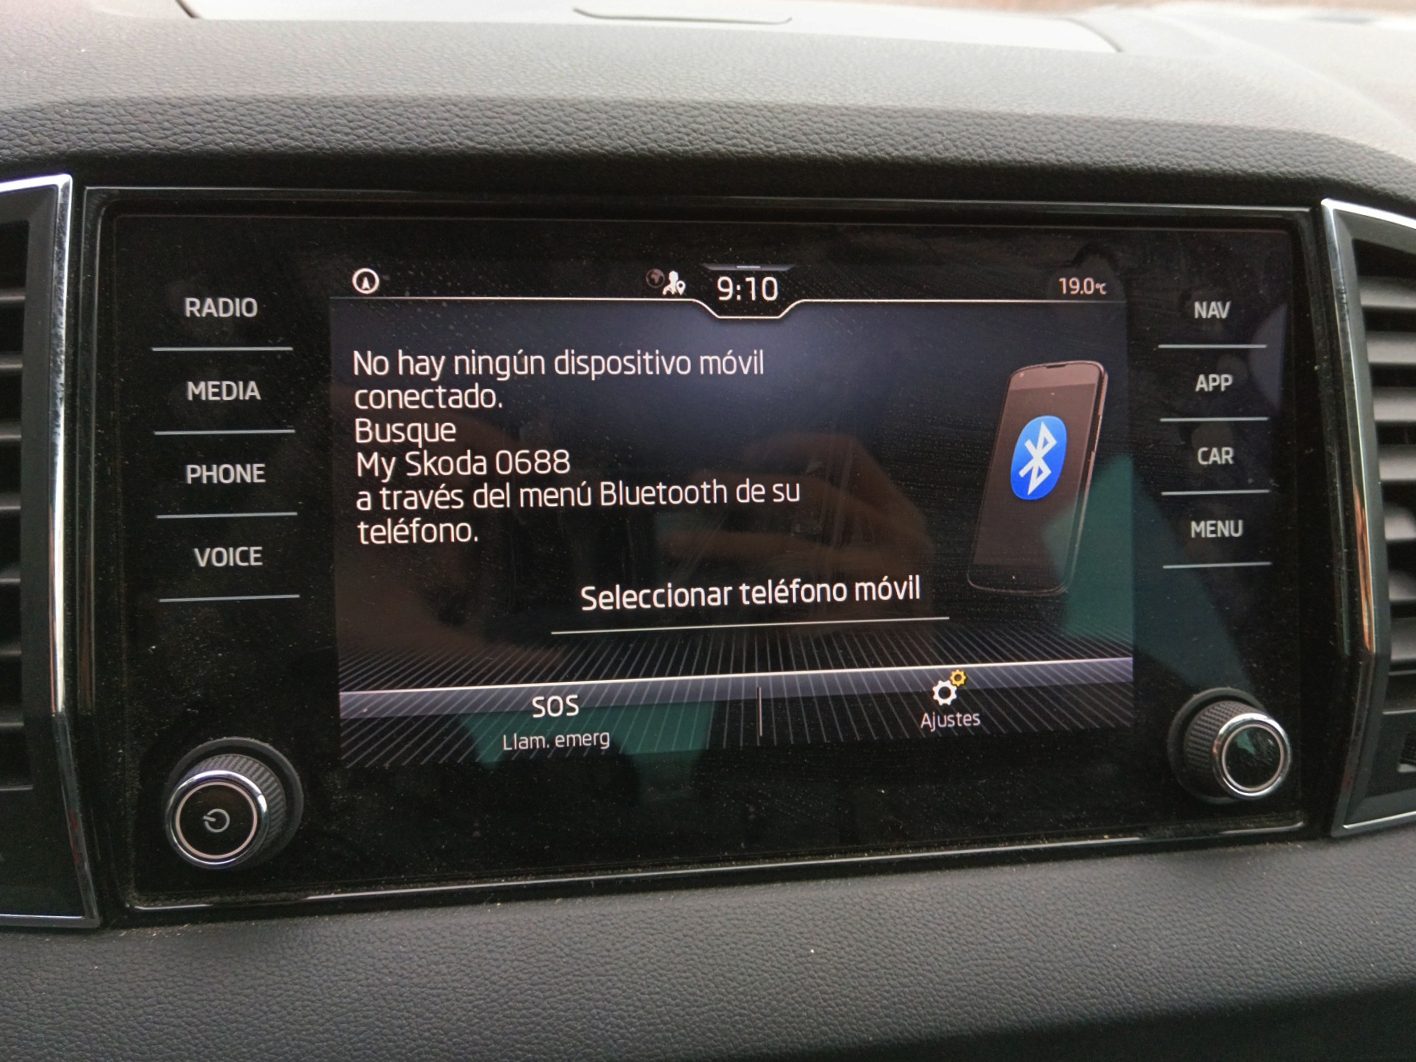 9:10
19.0°C
RADIO
MEDIA
PHONE
VOICE
No hay ningún dispositivo móvil
conectado.
Busque
My Skoda 0688
a través del menú Bluetooth de su
teléfono.
Seleccionar teléfono móvil
SOS
Llam. emerg
Ajustes
NAV
APP
CAR
MENU